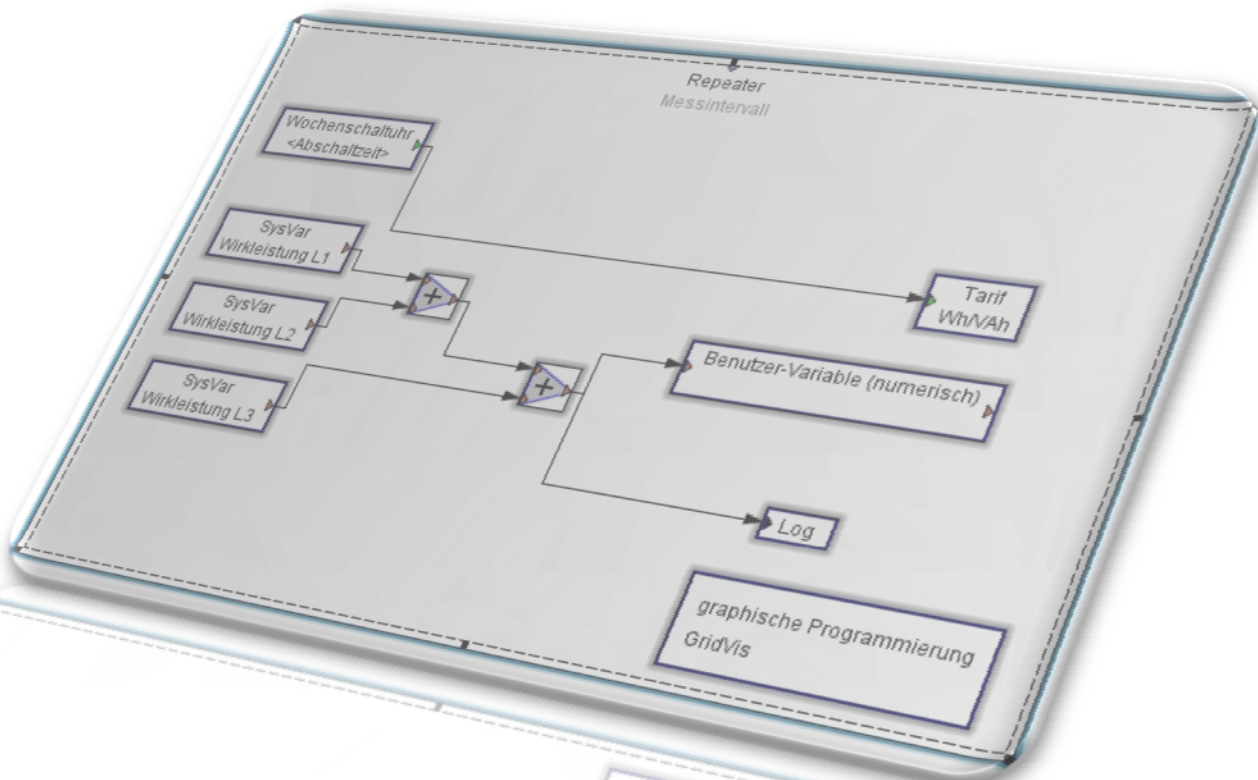 Repeater
Messintervall
Wochenschaltuhr
<Abschaltzeit>
SysVar
Wirkleistung L1
SysVar
Wirkleistung L2
SysVar
Wirkleistung L3
+
+
Tarif
Wh/VAh
Benutzer-Variable (numerisch)
Log
graphische Programmierung
GridVis